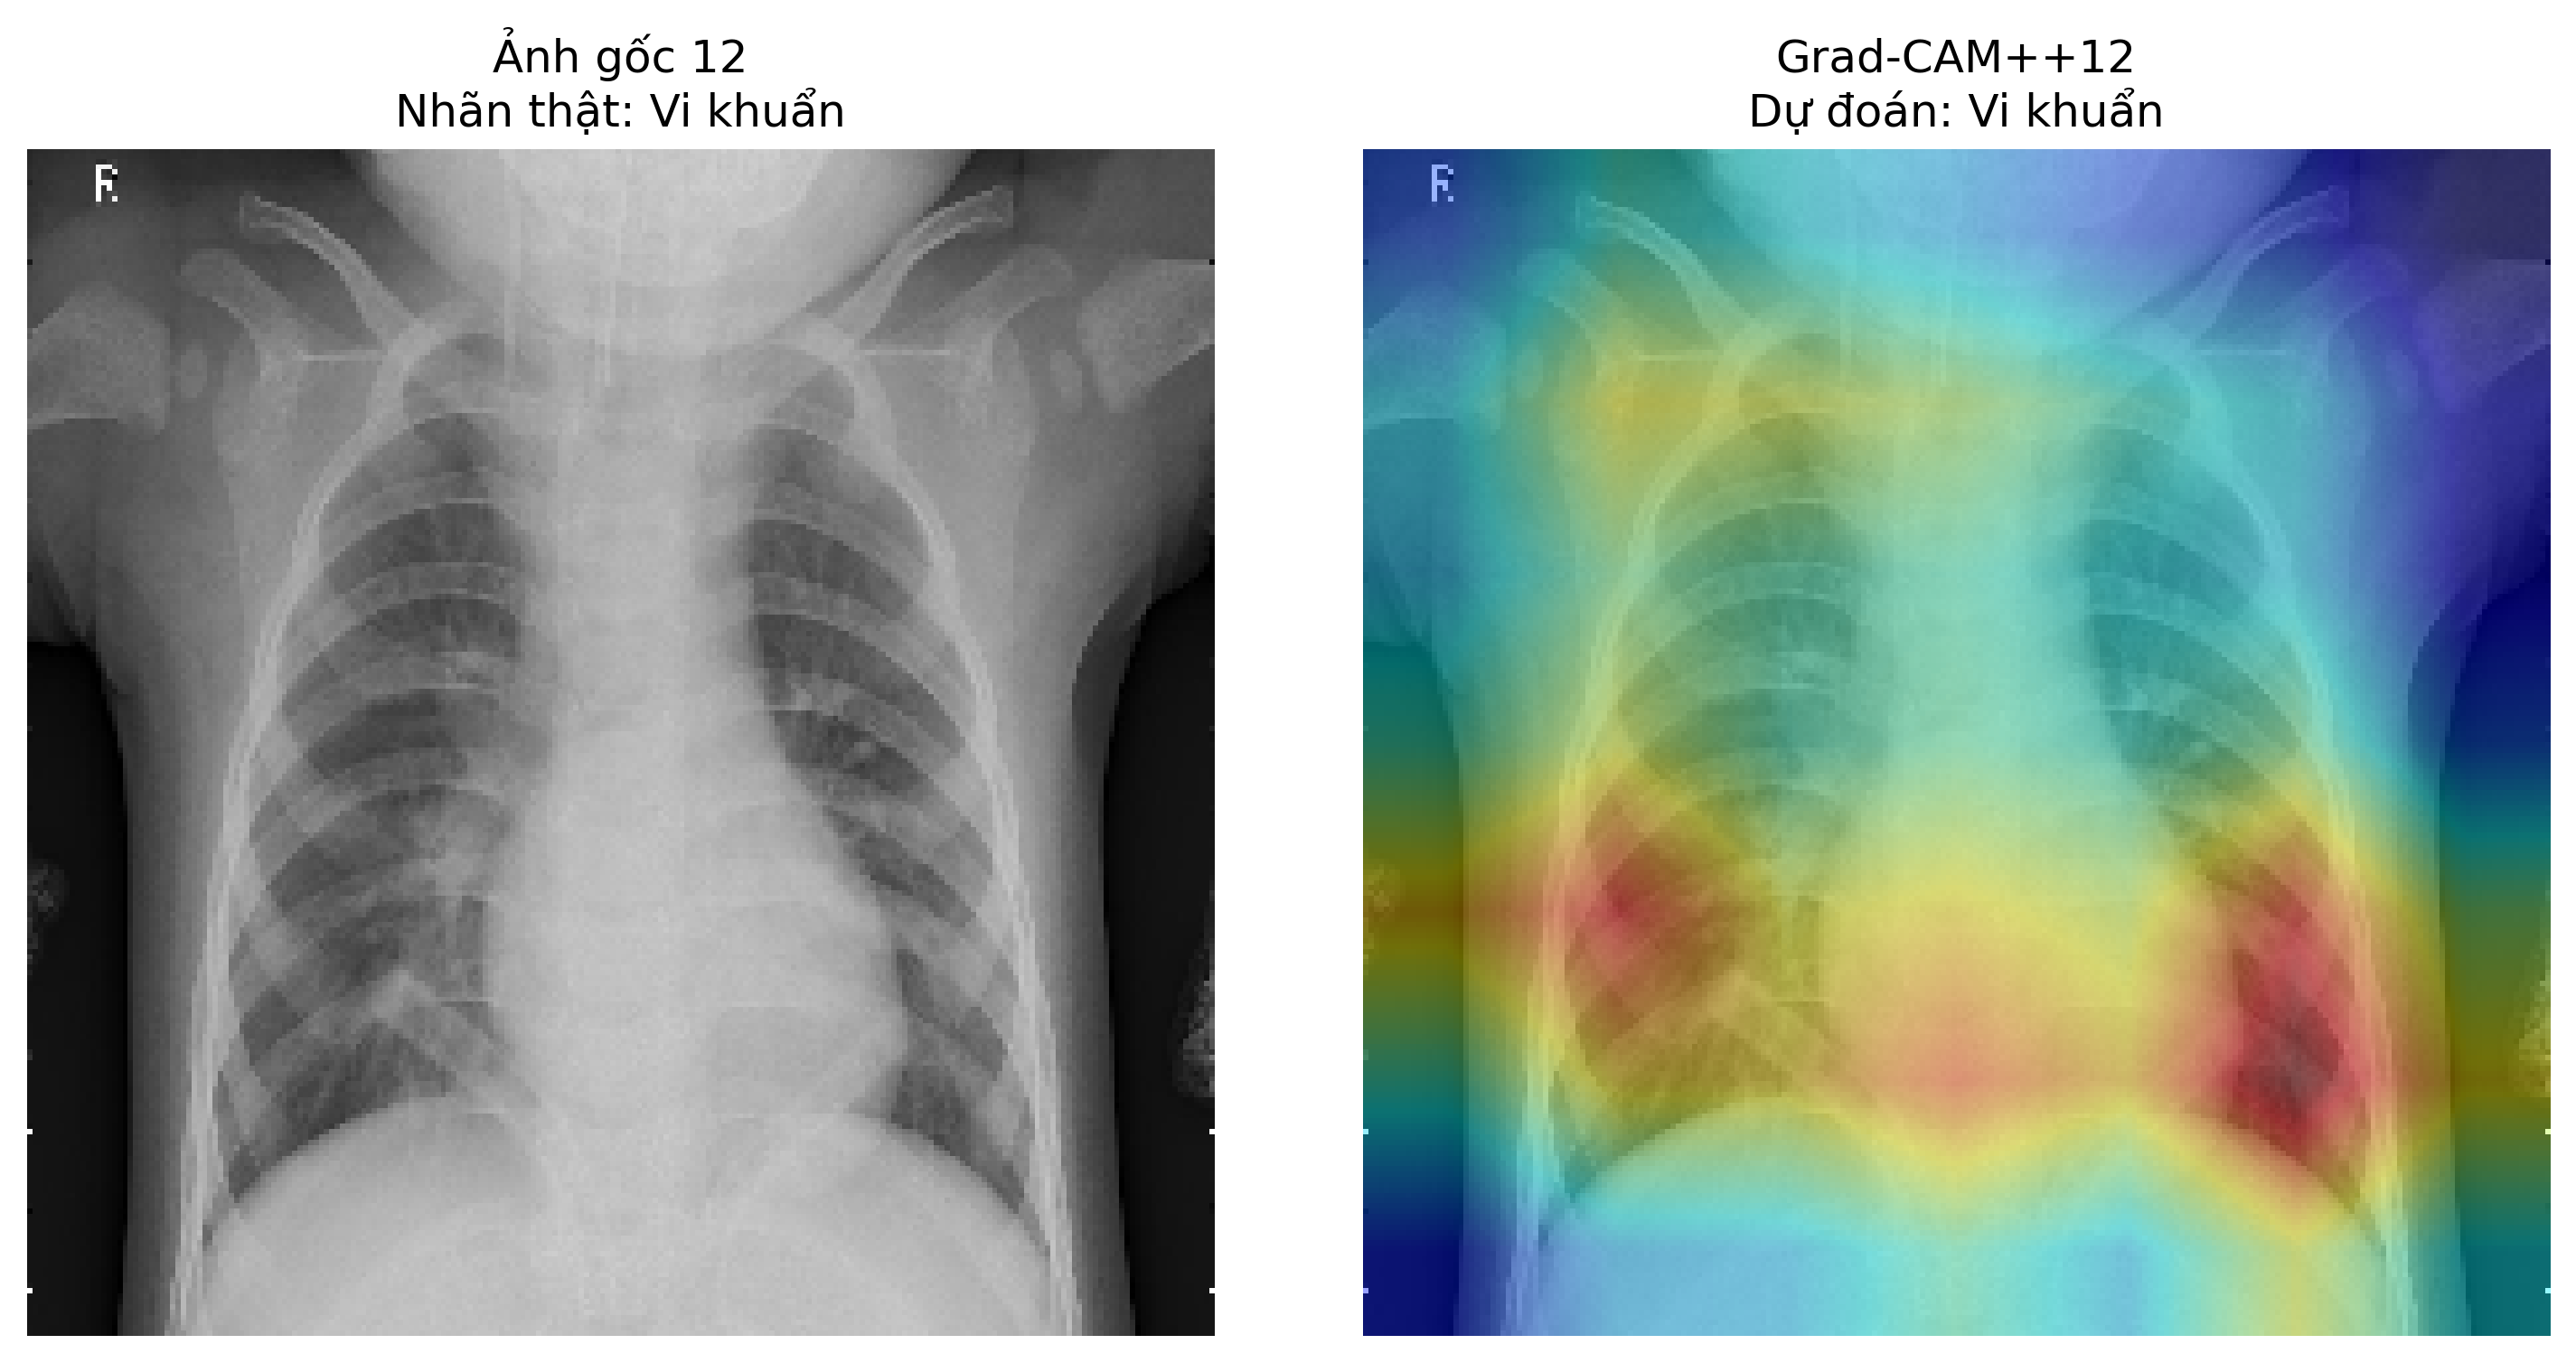 Ảnh gốc 12
Nhãn thật: Vi khuẩn
R
Grad-CAM++12
Dự đoán: Vi khuẩn
R